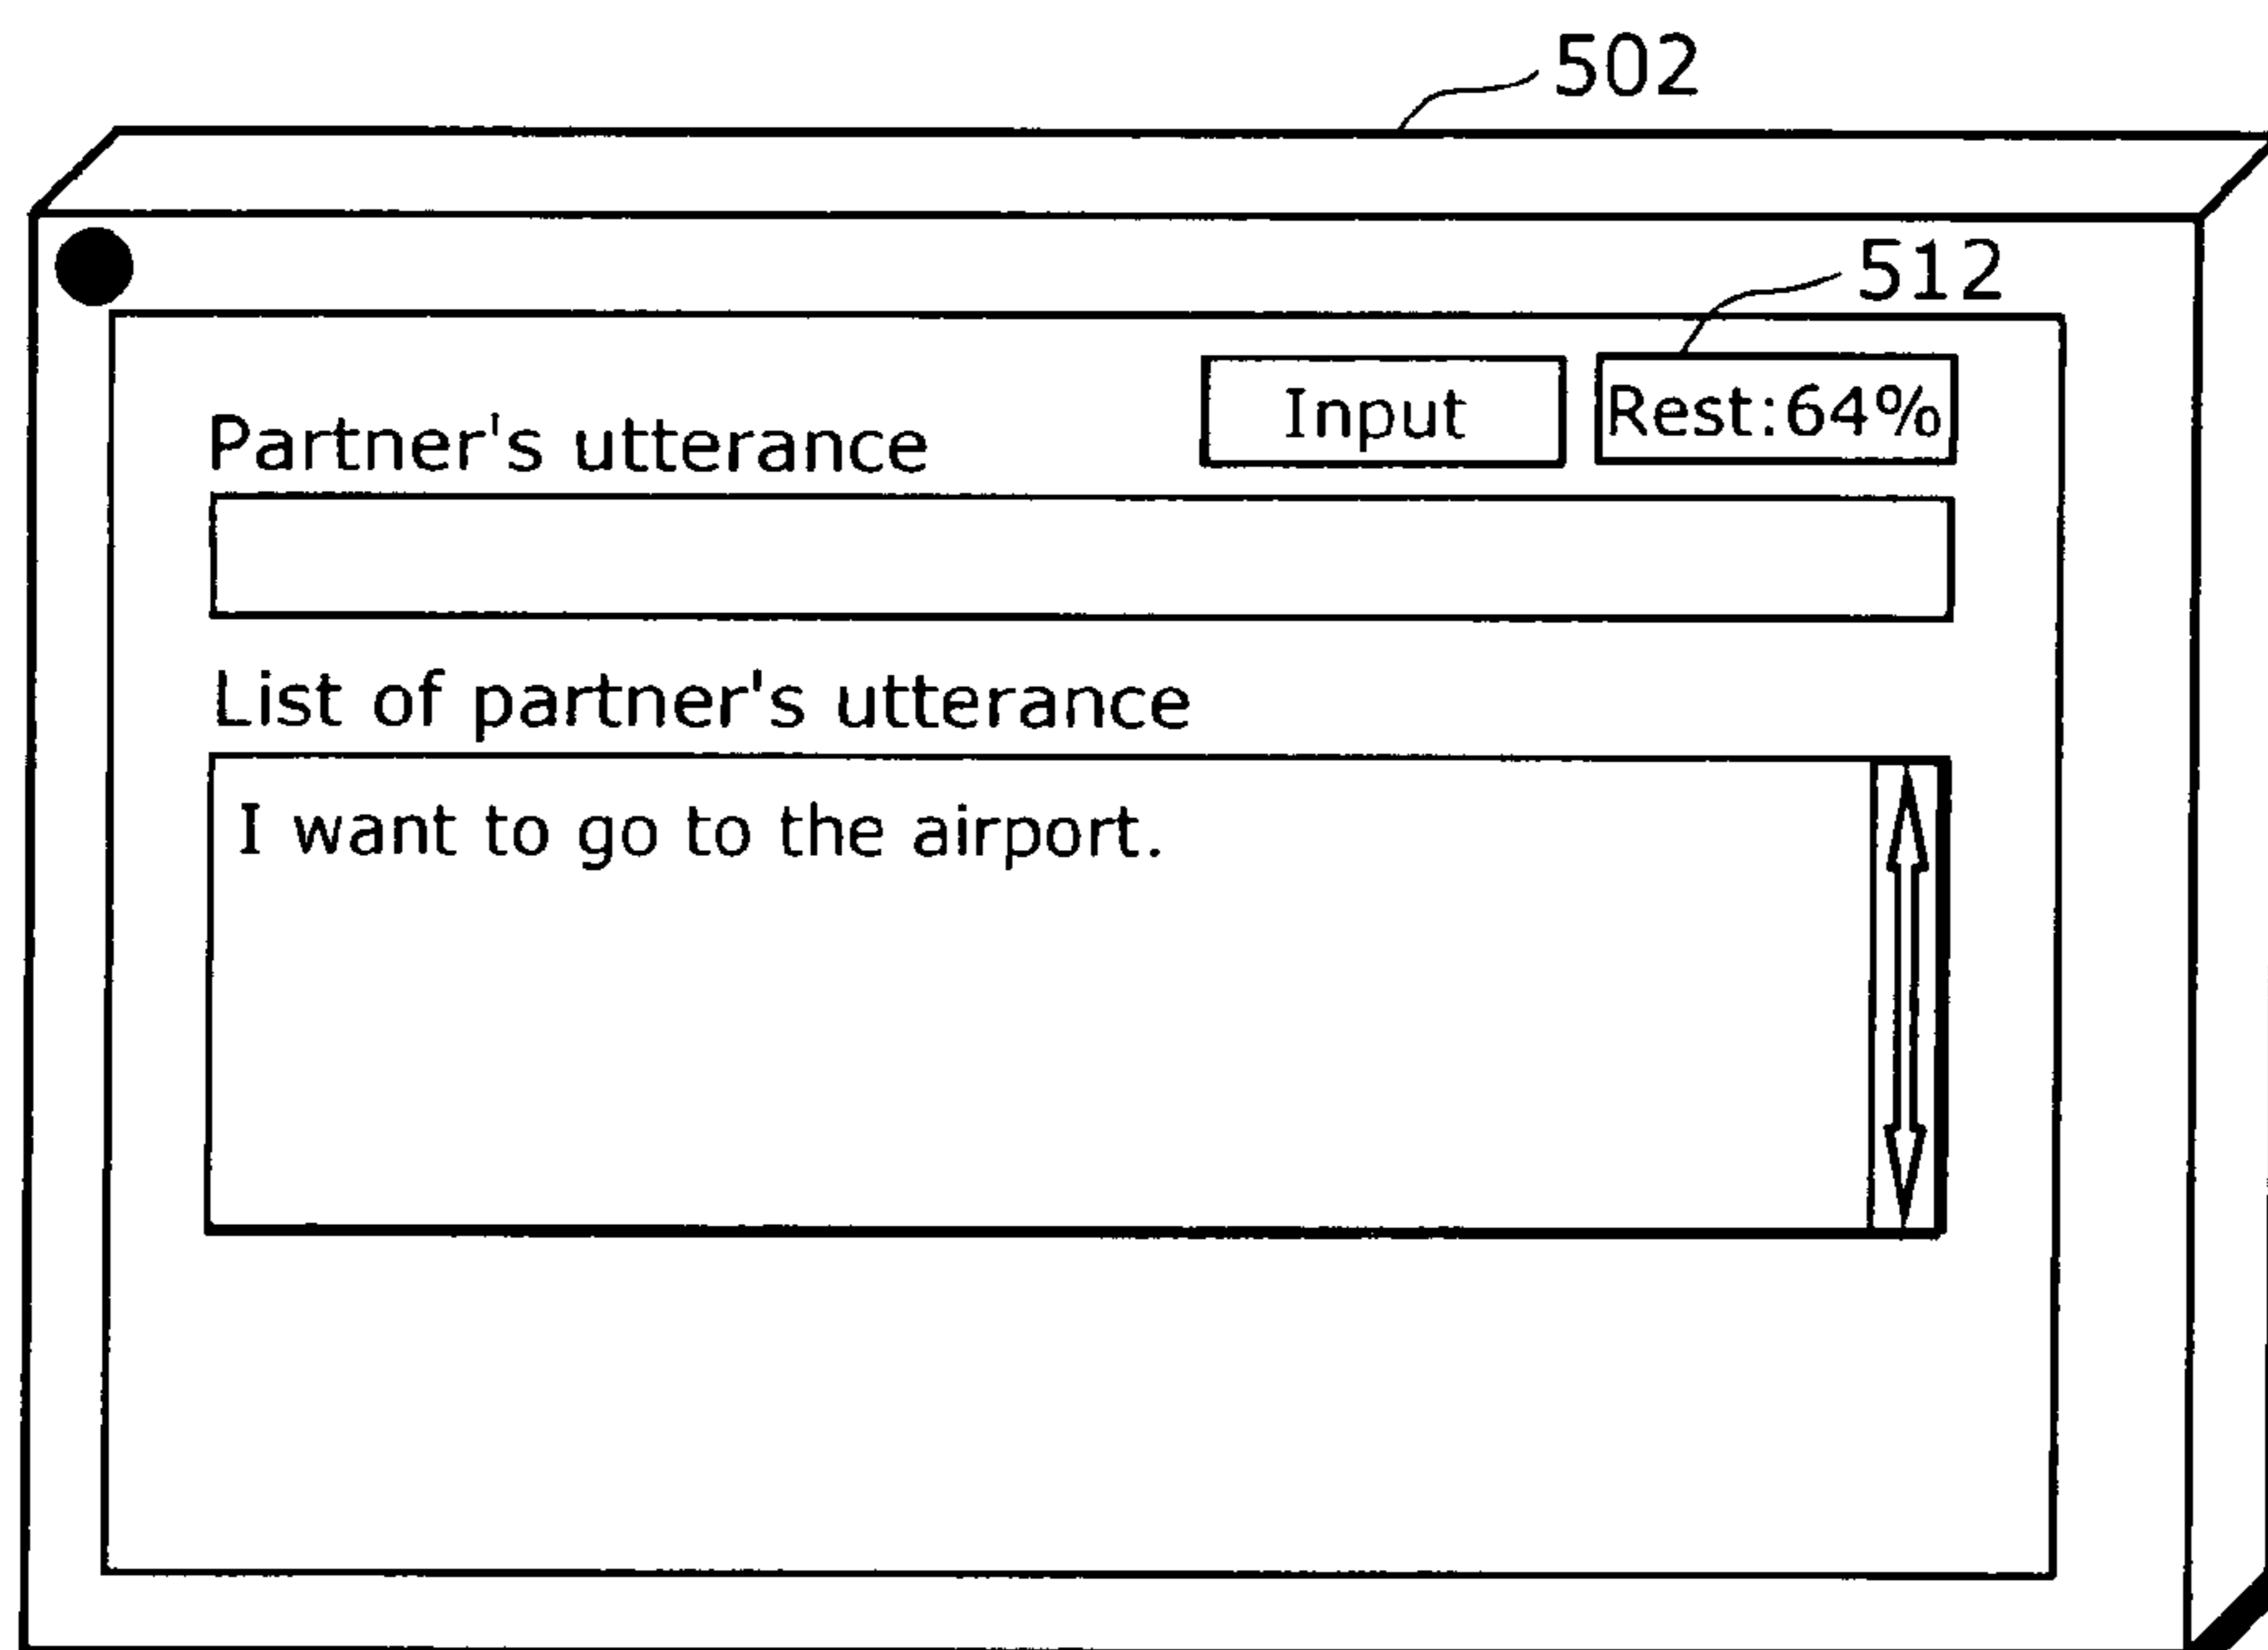 502
512
Input
Rest:64%
Partner's utterance
List of partner's utterance
I want to go to the airport.